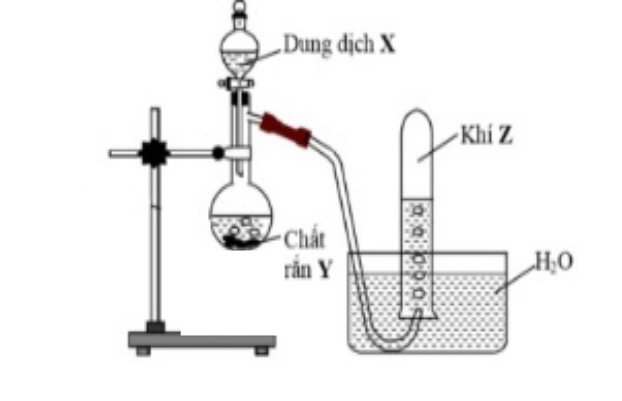 Dung dịch X
Khí Z
Chất
rắn Y
H₂O